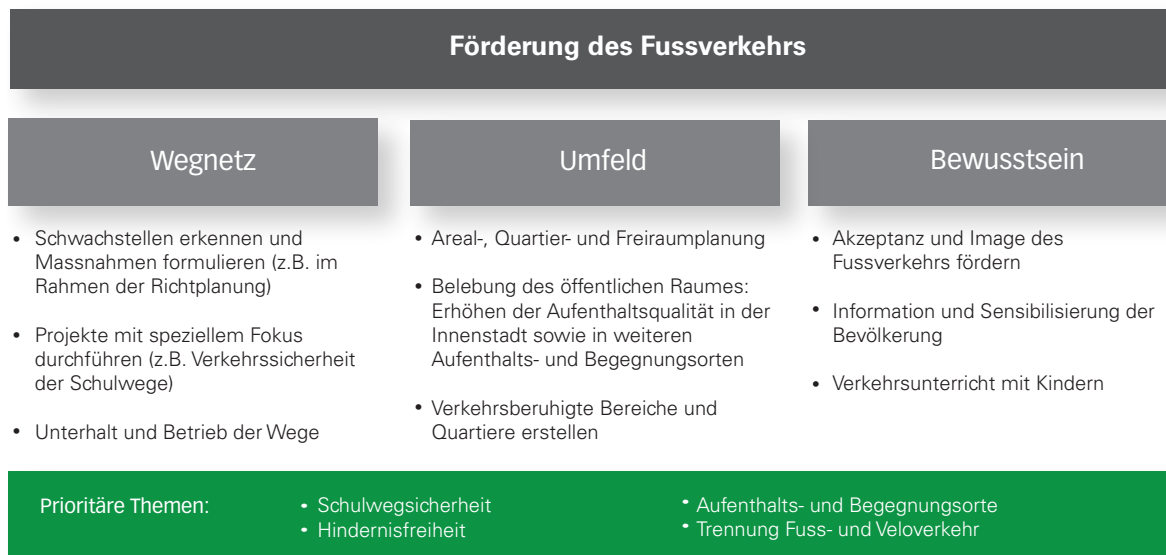 Förderung des Fussverkehrs
Wegnetz
• Schwachstellen erkennen und
Massnahmen formulieren (z.B. im
Rahmen der Richtplanung)
• Projekte mit speziellem Fokus
durchführen (z.B. Verkehrssicherheit
der Schulwege)
• Unterhalt und Betrieb der Wege
Umfeld
• Areal-, Quartier- und Freiraumplanung
• Belebung des öffentlichen Raumes:
Erhöhen der Aufenthaltsqualität in der
Innenstadt sowie in weiteren
Aufenthalts- und Begegnungsorten
• Verkehrsberuhigte Bereiche und
Quartiere erstellen
Bewusstsein
• Akzeptanz und Image des
Fussverkehrs fördern
• Information und Sensibilisierung der
Bevölkerung
• Verkehrsunterricht mit Kindern
Prioritäre Themen:
• Schulwegsicherheit
• Hindernisfreiheit
• Aufenthalts- und Begegnungsorte
• Trennung Fuss- und Veloverkehr